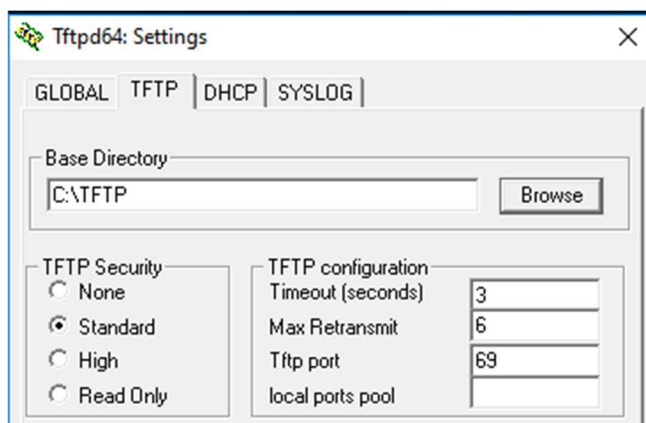 Tftpd64: Settings
GLOBAL TFTP DHCP SYSLOG
Base Directory
C:\TFTP Browse
TFTP Security
None
Standard
High
Read Only
TFTP configuration
Timeout (seconds) 3
Max Retransmit 6
Tftp port 69
local ports pool